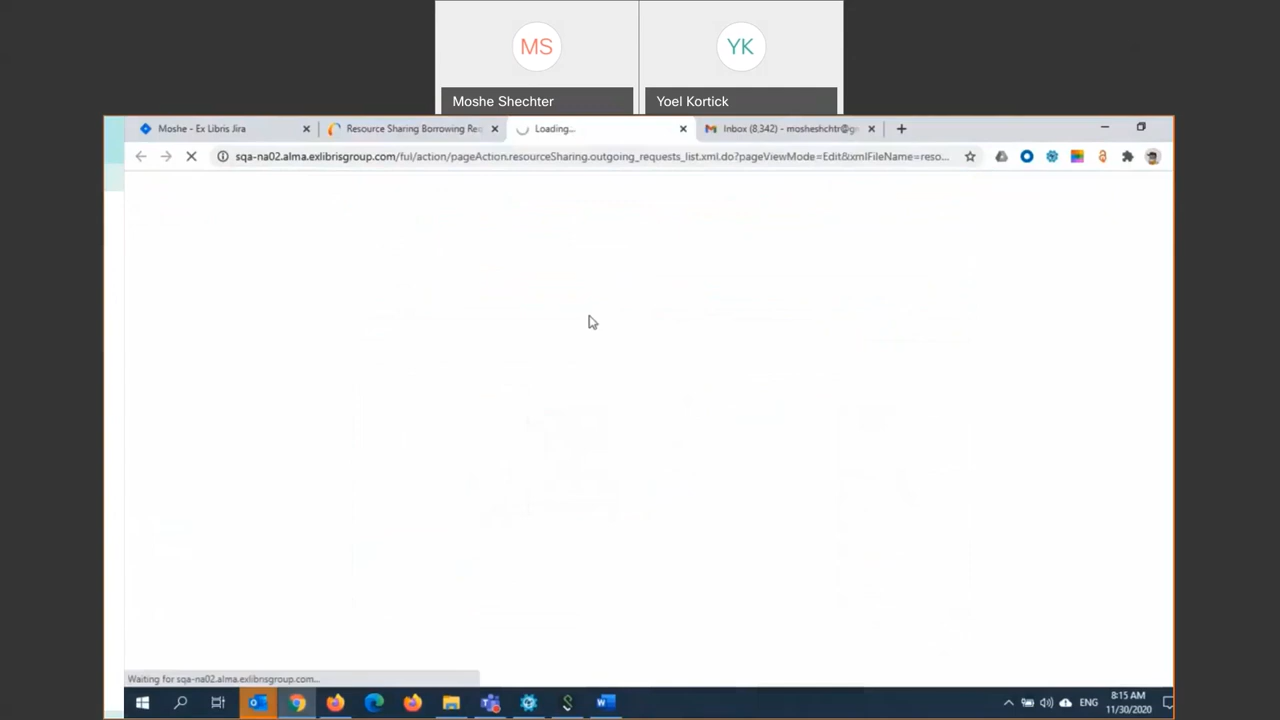 MS
YK
Moshe Shechter
Yoel Kortick
Moshe - Ex Libris Jira
Resource Sharing Borrowing Re
Loading...
Inbox (8,342) - mosheshchtr@g
sqa-na02.alma.exlibrisgroup.com/ful/action/pageAction.resourceSharing.outgoing_requests_list.xml.do?pageViewMode=Edit&xmlFileName=reso...
Waiting for sqa-na02.alma.exlibrisgroup.com...
ENG
8:15 AM
11/30/2020